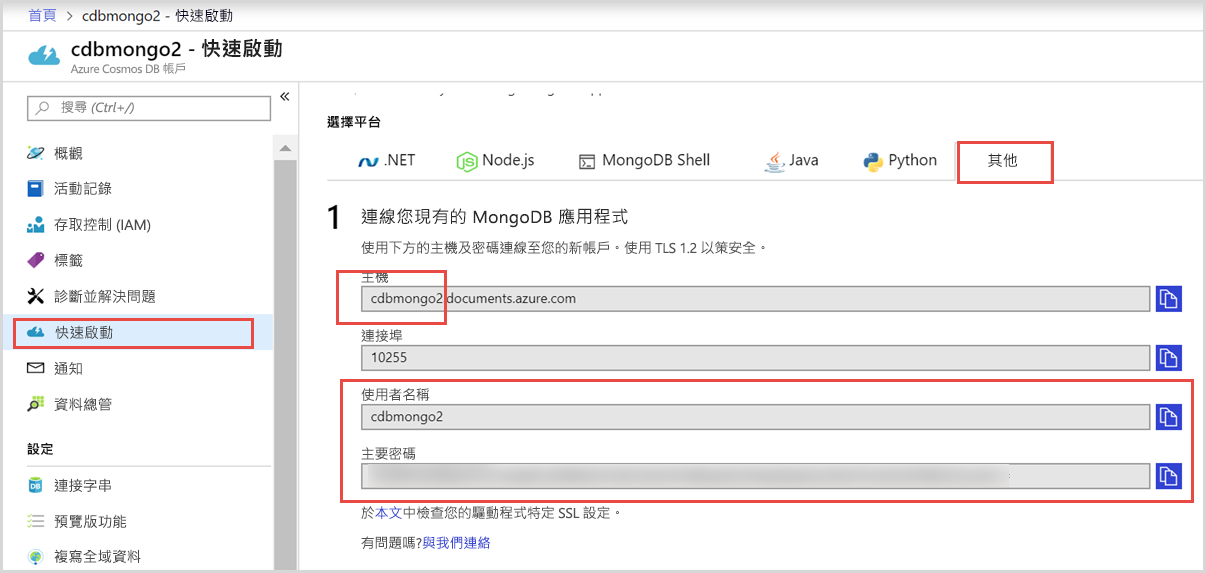 首頁 > cdbmongo2 - 快速啟動
cdbmongo2 - 快速啟動
Azure Cosmos DB 帳戶
搜尋 (Ctrl+/)
概觀
活動記錄
存取控制 (IAM)
標籤
診斷並解決問題
快速啟動
通知
資料總管
設定
連接字串
預覽版功能
複寫全域資料
選擇平台
.NET
Node.js
MongoDB Shell
Java
Python
其他
1 連線您現有的 MongoDB 應用程式
使用下方的主機及密碼連線至您的新帳戶。使用 TLS 1.2 以策安全。
主機
cdbmongo2.documents.azure.com
連接埠
10255
使用者名稱
cdbmongo2
主要密碼
於本文中檢查您的驅動程式特定 SSL 設定。
有問題嗎?與我們連絡